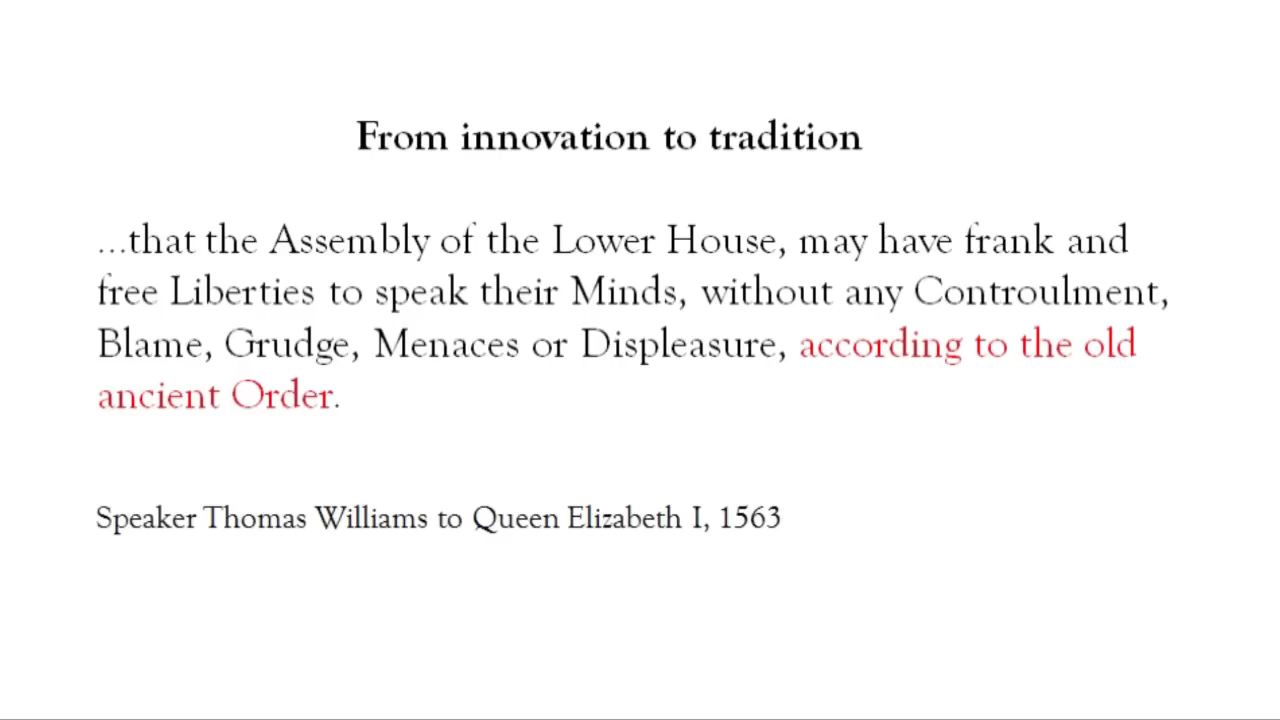 From innovation to tradition
...that the Assembly of the Lower House, may have frank and
free Liberties to speak their Minds, without any Controulment,
Blame, Grudge, Menaces or Displeasure, according to the old
ancient Order.
Speaker Thomas Williams to Queen Elizabeth I, 1563